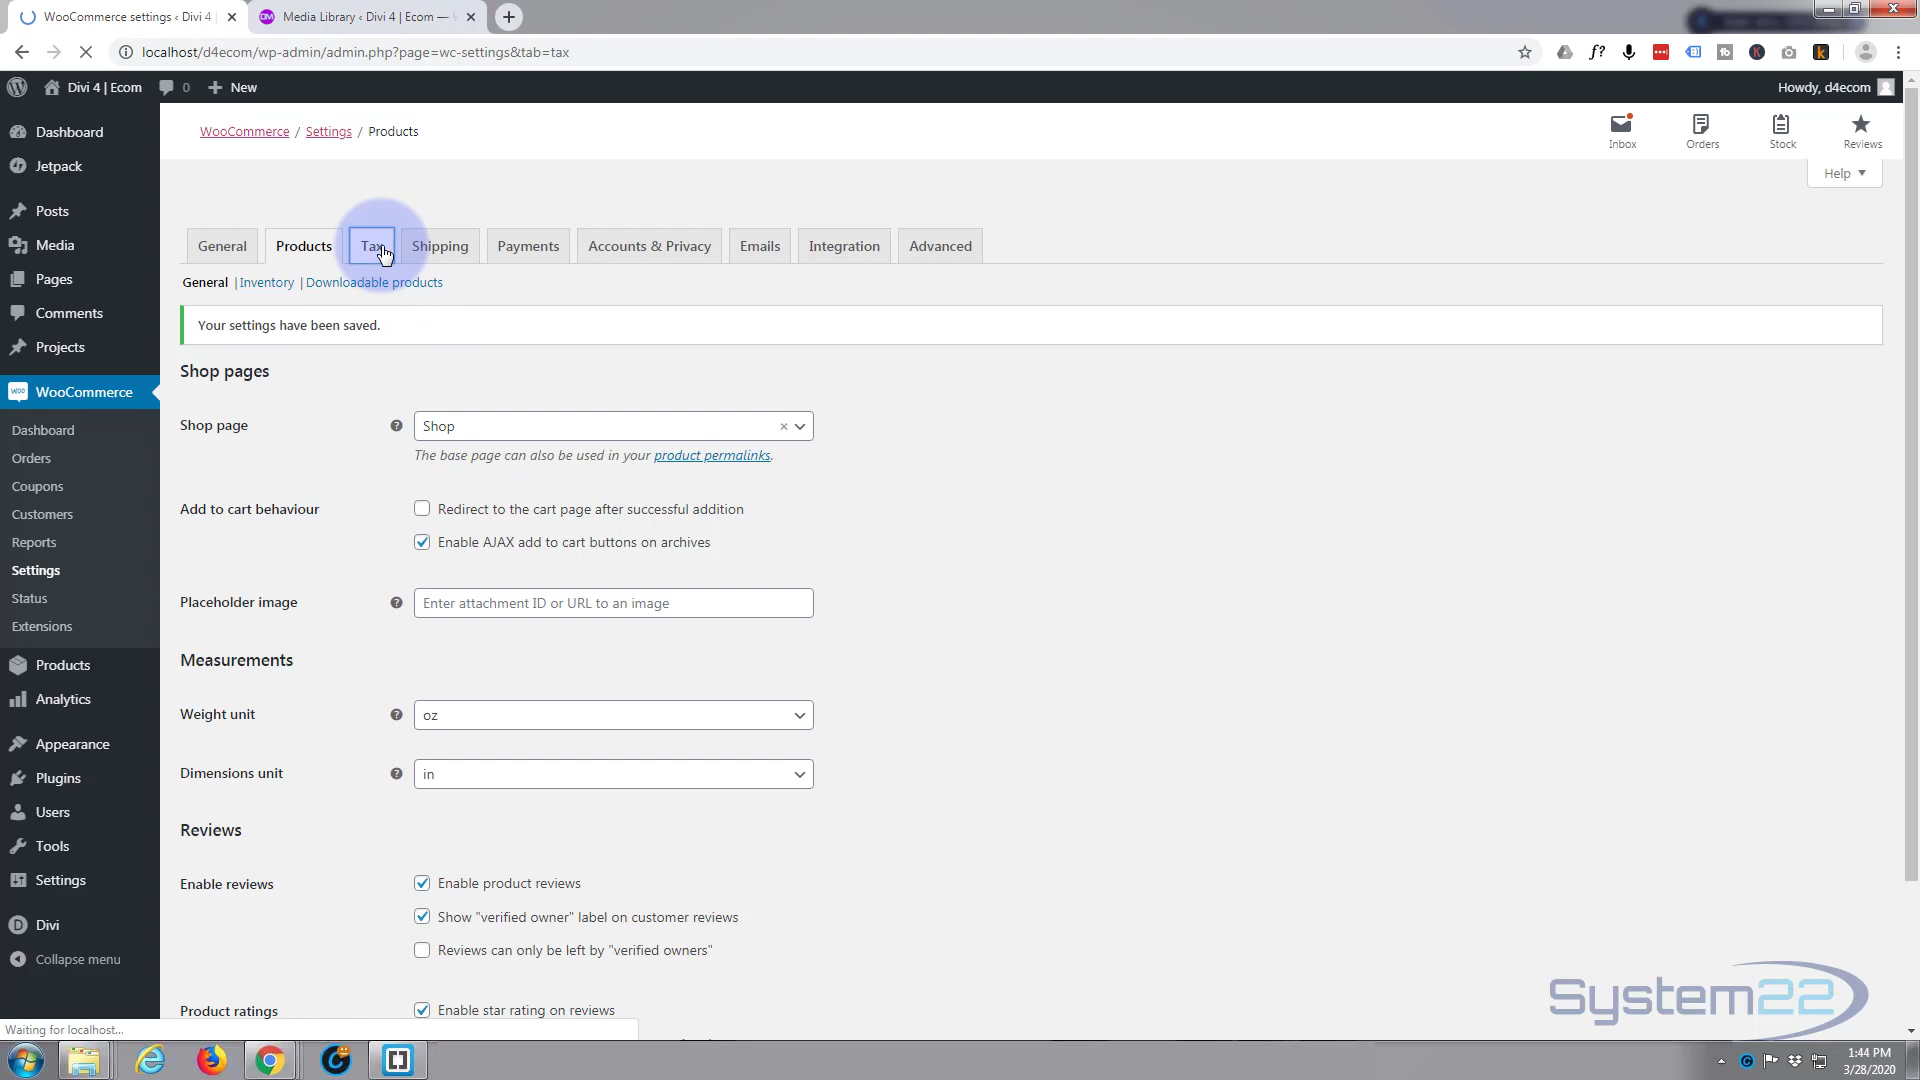 WooCommerce settings ‹ Divi 4 |
Media Library ‹ Divi 4 | Ecom —
localhost/d4ecom/wp-admin/admin.php?page=wc-settings&tab=tax
Divi 4 | Ecom
0
New
Howdy, d4ecom
Dashboard
Jetpack
Posts
Media
Pages
Comments
Projects
WooCommerce
Dashboard
Orders
Coupons
Customers
Reports
Settings
Status
Extensions
Products
Analytics
Appearance
Plugins
Users
Tools
Settings
Divi
Collapse menu
WooCommerce / Settings / Products
Inbox
Orders
Stock
Reviews
Help
General
Products
Tax
Shipping
Payments
Accounts & Privacy
Emails
Integration
Advanced
General | Inventory | Downloadable products
Your settings have been saved.
Shop pages
Shop page
Shop
The base page can also be used in your product permalinks.
Add to cart behaviour
Redirect to the cart page after successful addition
Enable AJAX add to cart buttons on archives
Placeholder image
Enter attachment ID or URL to an image
Measurements
Weight unit
oz
Dimensions unit
in
Reviews
Enable reviews
Enable product reviews
Show "verified owner" label on customer reviews
Reviews can only be left by "verified owners"
Product ratings
Enable star rating on reviews
Waiting for localhost...
System22
1:44 PM
3/28/2020